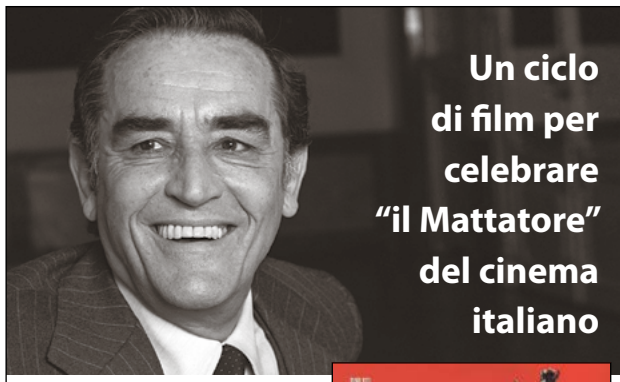 Un ciclo
di film per
celebrare
“il Mattatore”
del cinema
italiano